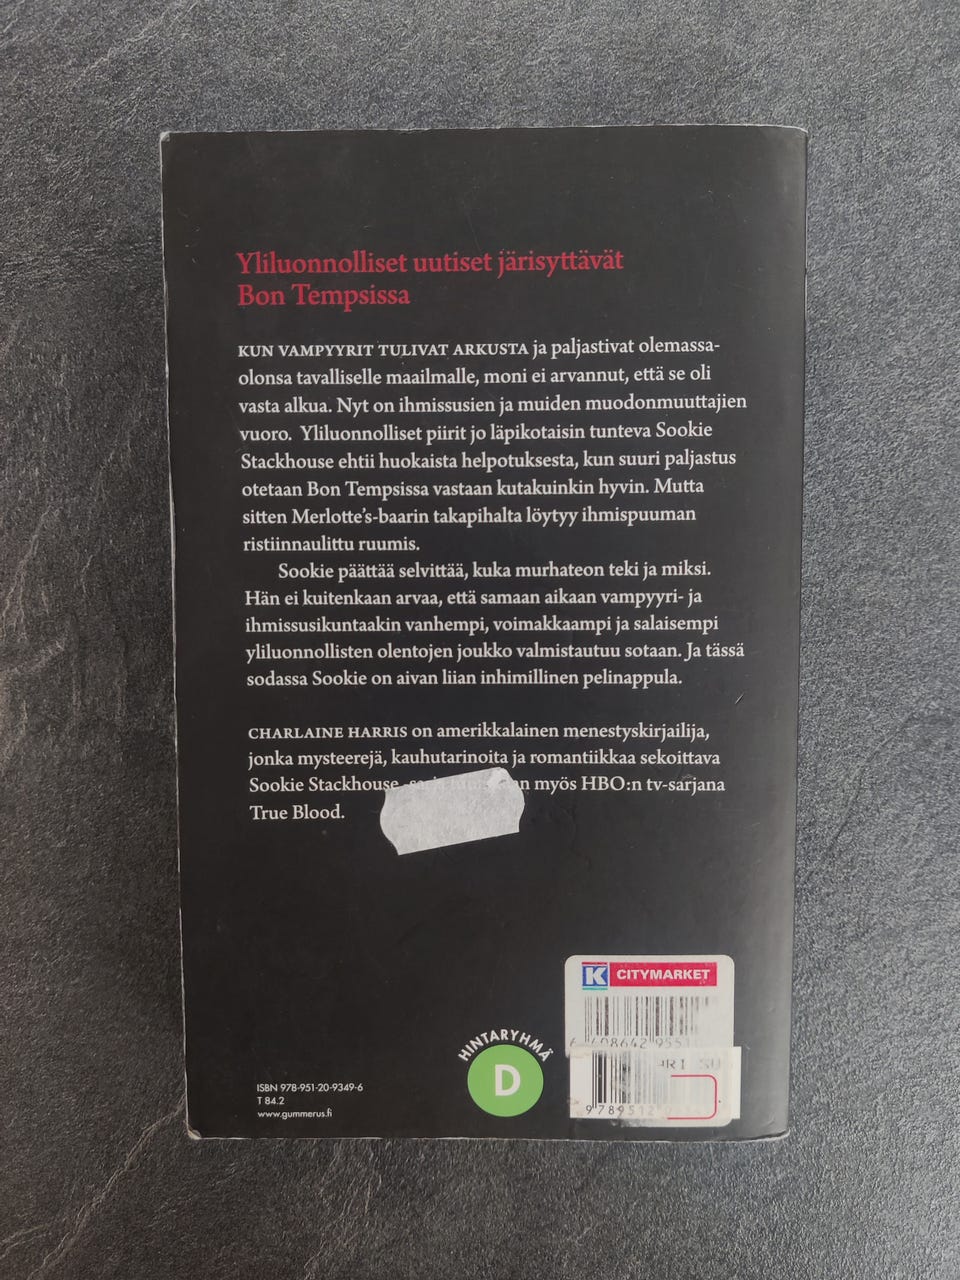 Yliluonnolliset uutiset järisyttävät
Bon Tempsissa
KUN VAMPYYRIT TULIVAT ARKUSTA ja paljastivat olemassa-
olonsa tavalliselle maailmalle, moni ei arvannut, että se oli
vasta alkua. Nyt on ihmissusien ja muiden muodonmuuttajien
vuoro. Yliluonnolliset piirit jo läpikotaisin tunteva Sookie
Stackhouse ehtii huokaista helpotuksesta, kun suuri paljastus
otetaan Bon Tempsissa vastaan kutakuinkin hyvin. Mutta
sitten Merlotte's-baarin takapihalta löytyy ihmispuuman
ristiinnaulittu ruumis.
Sookie päättää selvittää, kuka murhateon teki ja miksi.
Hän ei kuitenkaan arvaa, että samaan aikaan vampyyri- ja
ihmissusikuntaakin vanhempi, voimakkaampi ja salaisempi
yliluonnollisten olentojen joukko valmistautuu sotaan. Ja tässä
sodassa Sookie on aivan liian inhimillinen pelinappula.
CHARLAINE HARRIS on amerikkalainen menestyskirjailija,
jonka mysteerejä, kauhutarinoita ja romantiikkaa sekoittava
Sookie Stackhouse myös HBO:n tv-sarjana
True Blood.
K CITYMARKET
HINTARYHMÄ
D
ISBN 978-951-20-9349-6
T 84.2
www.gummerus.fi
9789512